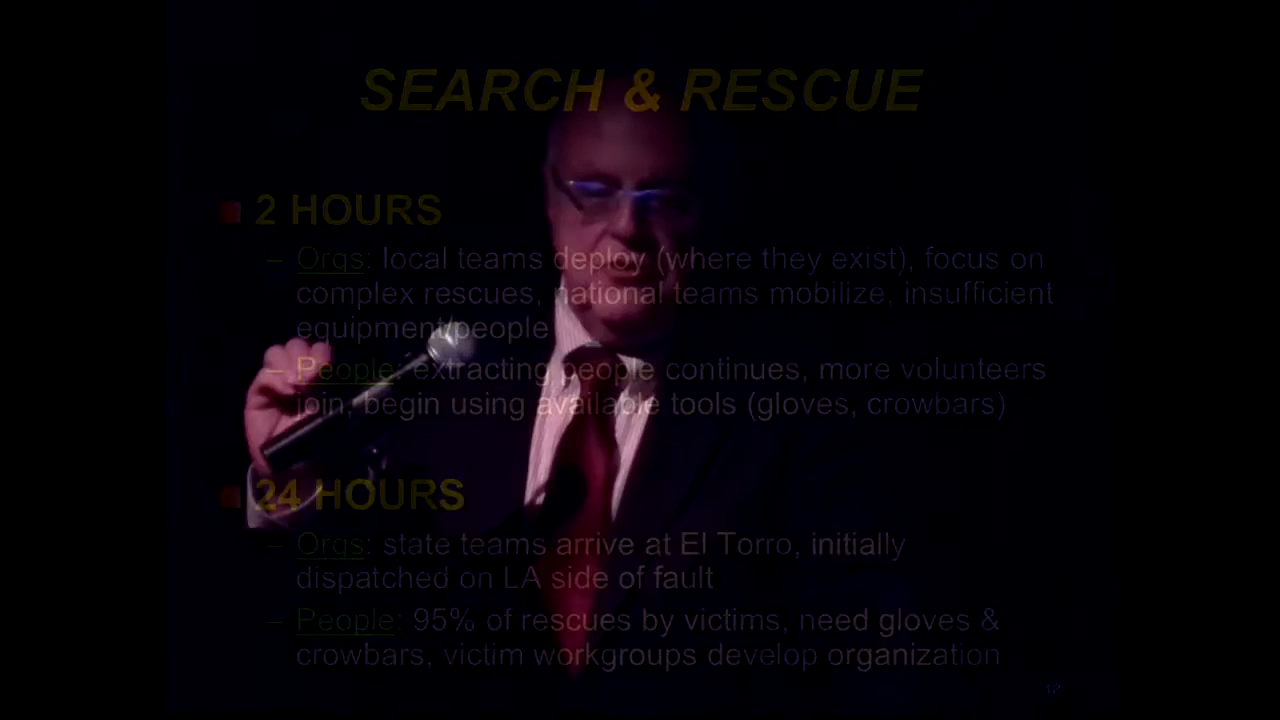 SEARCH & RESCUE
2 HOURS
– Orgs: local teams deploy (where they exist), focus on
complex rescues, national teams mobilize, insufficient
equipment/people
– People: extracting people continues, more volunteers
join, begin using available tools (gloves, crowbars)
24 HOURS
– Orgs: state teams arrive at El Torro, initially
dispatched on LA side of fault
– People: 95% of rescues by victims, need gloves &
crowbars, victim workgroups develop organization
12